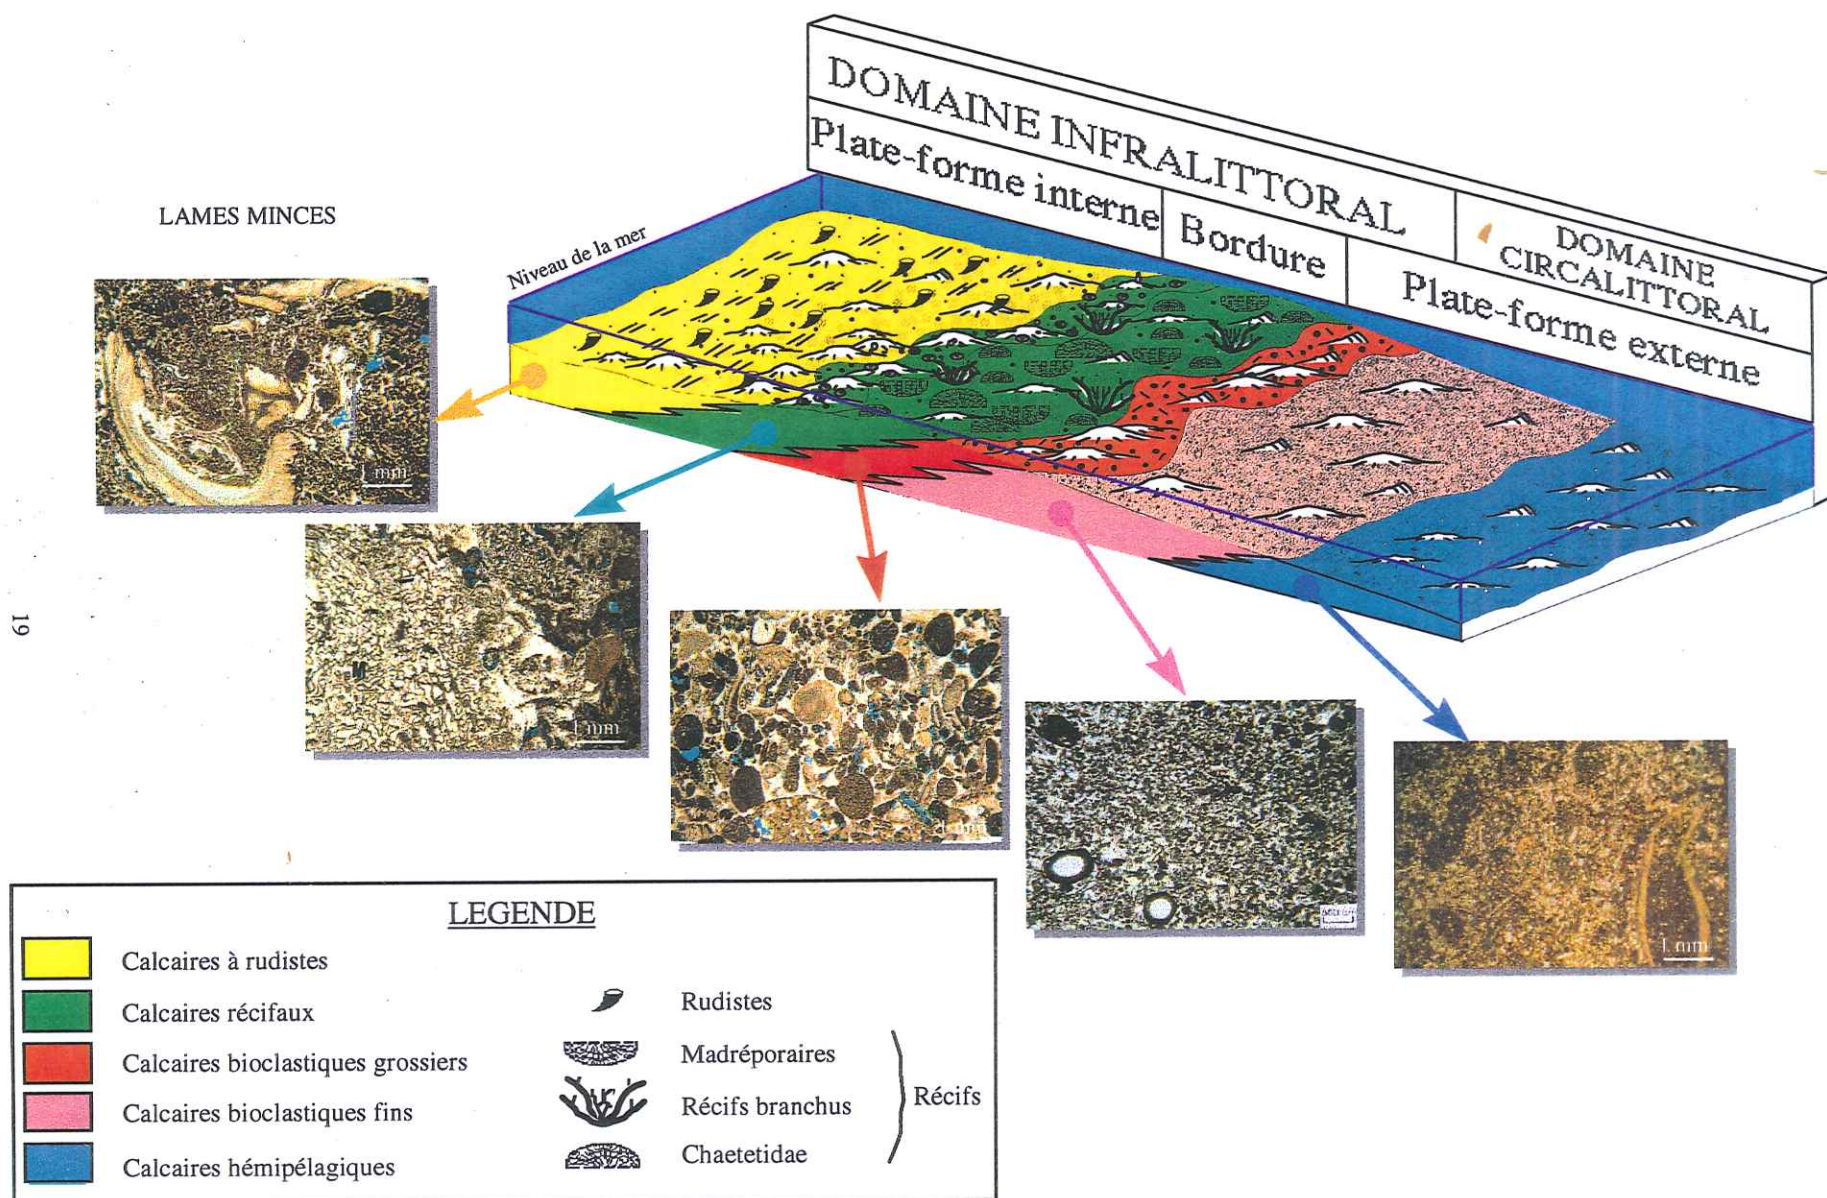 DOMAINE INFRALITTORAL
DOMAINE
CIRCALITTORAL
Plate-forme interne
Bordure
Plate-forme externe
Niveau de la mer
LAMES MINCES
1 mm
M
1 mm
1 mm
1 mm
19
LEGENDE
Calcaires à rudistes
Calcaires récifaux
Calcaires bioclastiques grossiers
Calcaires bioclastiques fins
Calcaires hémipélagiques
Rudistes
Madréporaires
Récifs branchus
Chaetetidae
Récifs